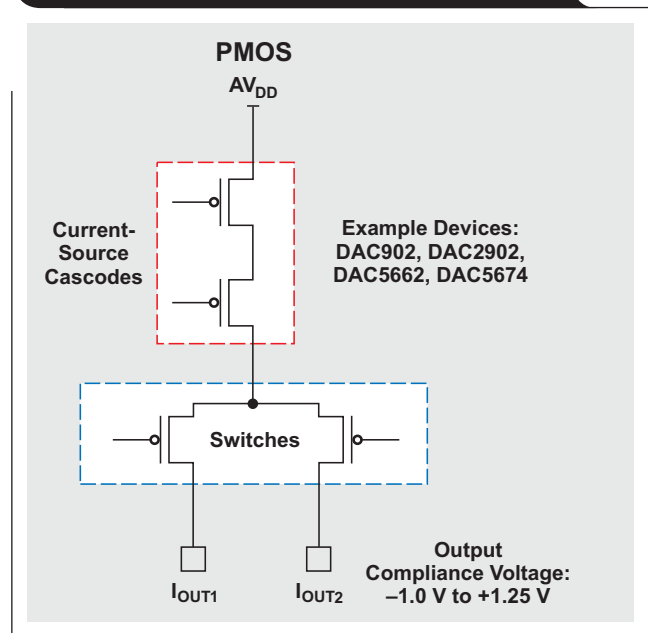 PMOS
AVDD
Current-
Source
Cascodes
Example Devices:
DAC902, DAC2902,
DAC5662, DAC5674
Switches
IOUT1
IOUT2
Output
Compliance Voltage:
–1.0 V to +1.25 V